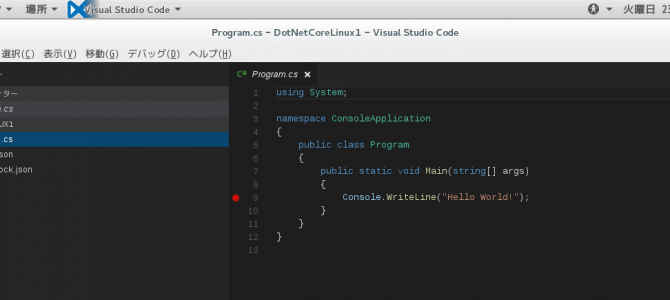 場所 Visual Studio Code 火曜日 23
Program.cs - DotNetCoreLinux1 - Visual Studio Code
選択(C) 表示(V) 移動(G) デバッグ(D) ヘルプ(H)
ター
.cs
UX1
.cs
son
ock.json
C# Program.cs ×
1 using System;
2
3 namespace ConsoleApplication
4 {
5 public class Program
6 {
7 public static void Main(string[] args)
8 {
9 Console.WriteLine("Hello World!");
10 }
11 }
12 }
13